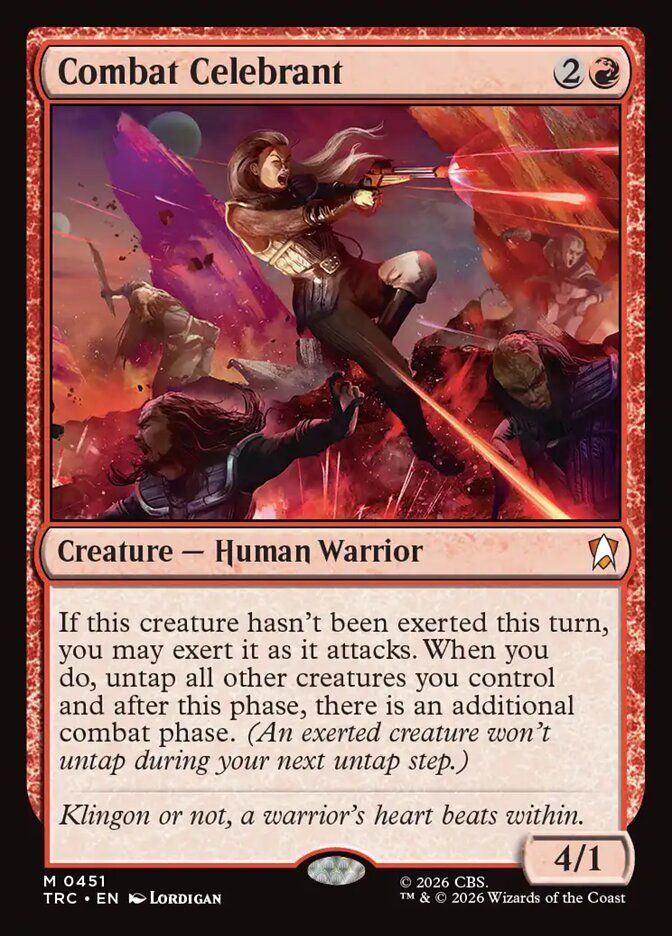 Combat Celebrant 2
Creature — Human Warrior
If this creature hasn't been exerted this turn,
you may exert it as it attacks. When you
do, untap all other creatures you control
and after this phase, there is an additional
combat phase. (An exerted creature won't
untap during your next untap step.)
Klingon or not, a warrior's heart beats within.
4/1
M 0451
TRC • EN Lordigan
© 2026 CBS.
™ & © 2026 Wizards of the Coast